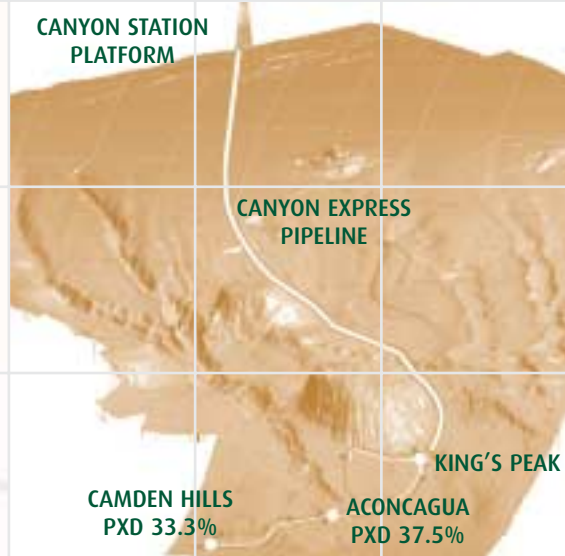 CANYON STATION
PLATFORM
CANYON EXPRESS
PIPELINE
KING'S PEAK
CAMDEN HILLS
PXD 33.3%
ACONCAGUA
PXD 37.5%